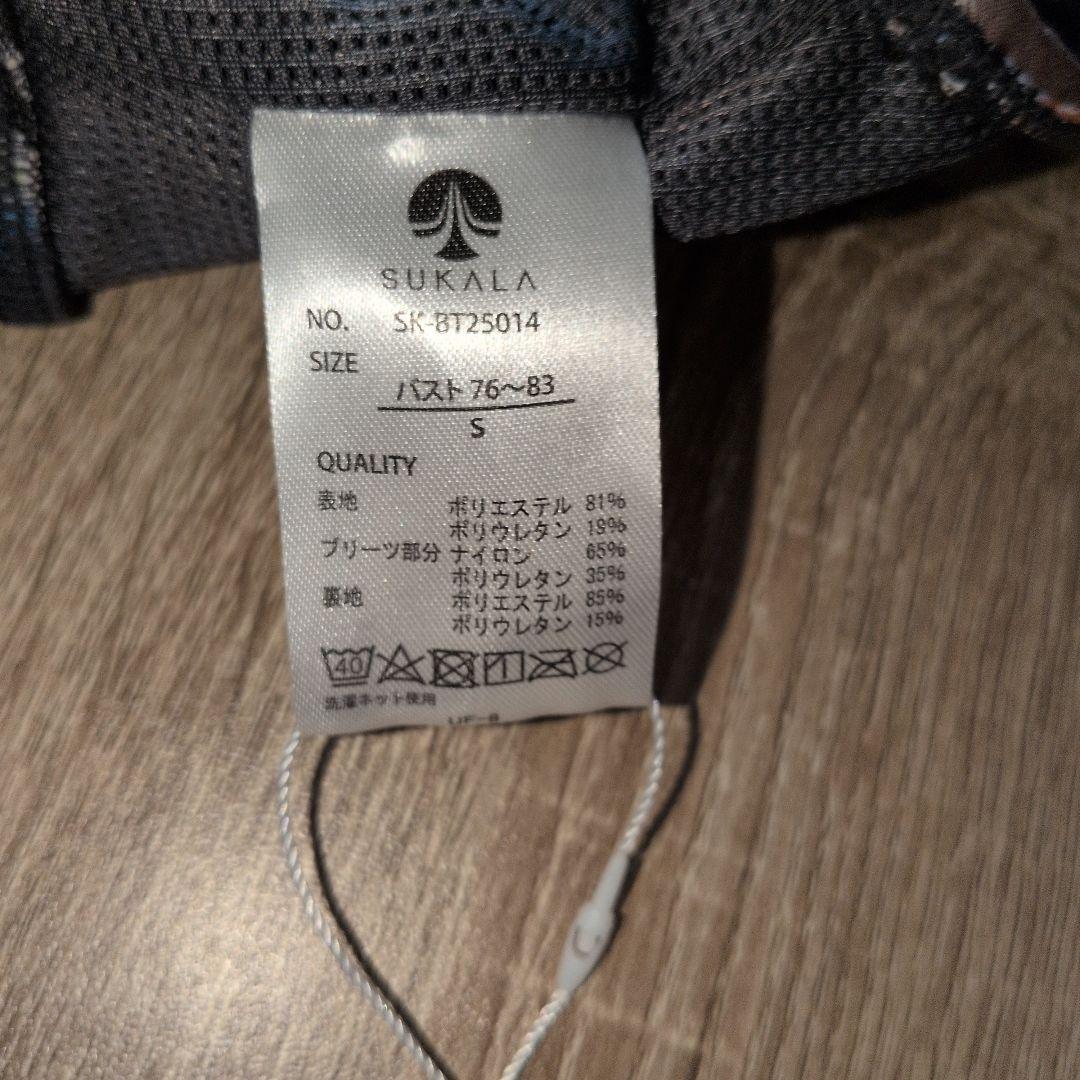 SUKALA
NO. SK-BT25014
SIZE
バスト 76～83
S
QUALITY
表地 ポリエステル 81%
ポリウレタン 19%
プリーツ部分 ナイロン 65%
ポリウレタン 35%
裏地 ポリエステル 85%
ポリウレタン 15%
40
洗濯ネット使用